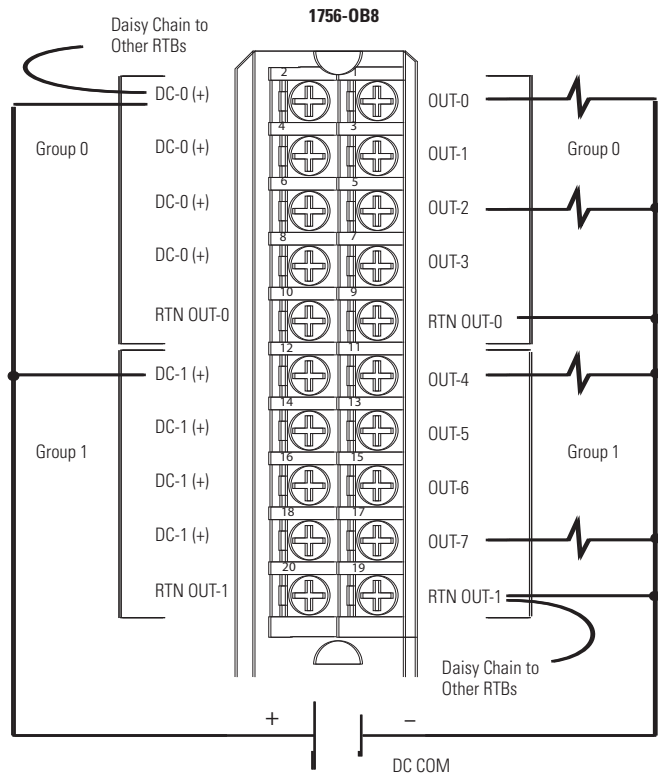 1756-OB8
Daisy Chain to
Other RTBs
2 1
DC-0 (+)
OUT-0
4 3
Group 0
DC-0 (+)
OUT-1
Group 0
6 5
DC-0 (+)
OUT-2
8 7
DC-0 (+)
OUT-3
10 9
RTN OUT-0
RTN OUT-0
12 11
DC-1 (+)
OUT-4
14 13
DC-1 (+)
OUT-5
Group 1
Group 1
16 15
DC-1 (+)
OUT-6
18 17
DC-1 (+)
OUT-7
20 19
RTN OUT-1
RTN OUT-1
Daisy Chain to
Other RTBs
+ –
DC COM